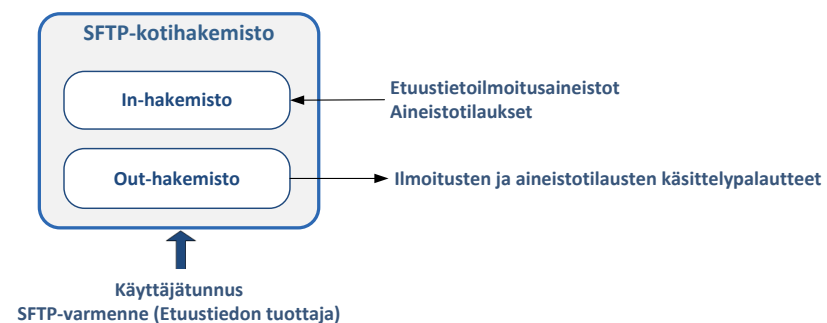 SFTP-kotihakemisto
In-hakemisto
Etuustietoilmoitusaineistot
Aineistotilaukset
Out-hakemisto
Ilmoitusten ja aineistotilausten käsittelypalautteet
Käyttäjätunnus
SFTP-varmenne (Etuustiedon tuottaja)